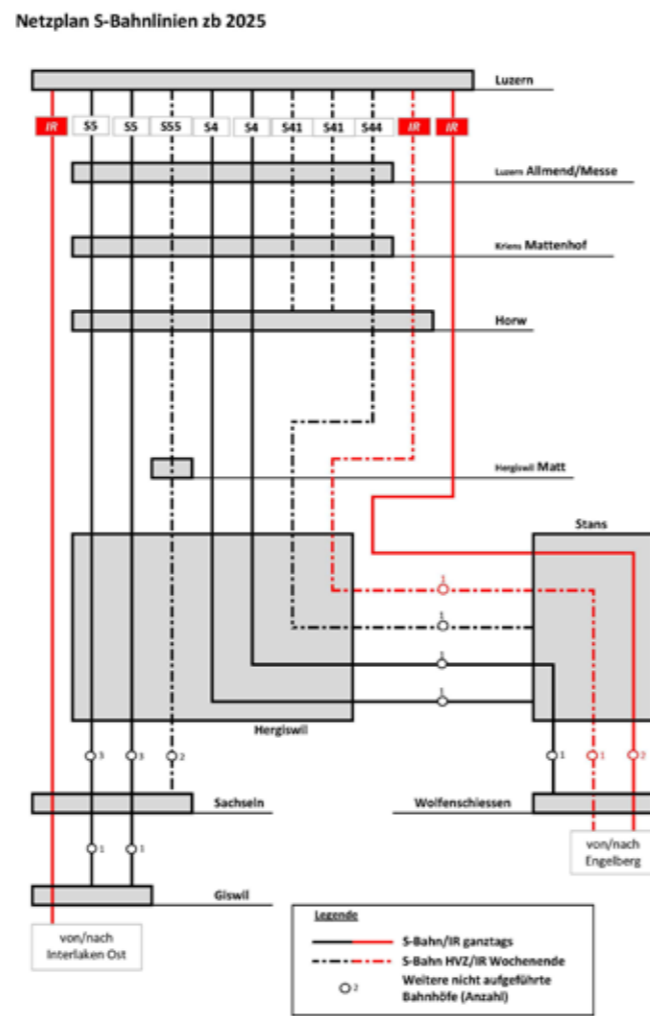 Netzplan S-Bahnlinien zb 2025
Luzern
IR S5 S5 S55 S4 S4 S41 S41 S44 IR IR
Luzern Allmend/Messe
Kriens Mattenhof
Horw
Hergiswil Matt
Stans
1
1
1
1
Hergiswil
3 3 2 1 1 2
Sachseln
Wolfenschiessen
von/nach
Engelberg
1 1
Giswil
von/nach
Interlaken Ost
Legende
S-Bahn/IR ganztags
S-Bahn HVZ/IR Wochenende
2 Weitere nicht aufgeführte
Bahnhöfe (Anzahl)